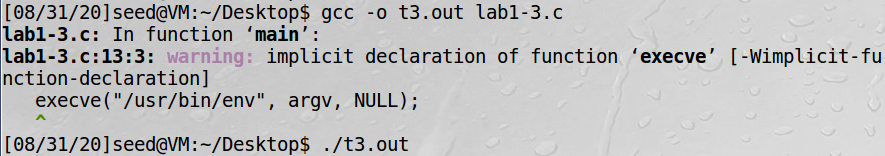 [08/31/20]seed@VM:~/Desktop$ gcc -o t3.out lab1-3.c
lab1-3.c: In function ‘main’:
lab1-3.c:13:3: warning: implicit declaration of function ‘execve’ [-Wimplicit-fu
nction-declaration]
   execve("/usr/bin/env", argv, NULL);
   ^
[08/31/20]seed@VM:~/Desktop$ ./t3.out